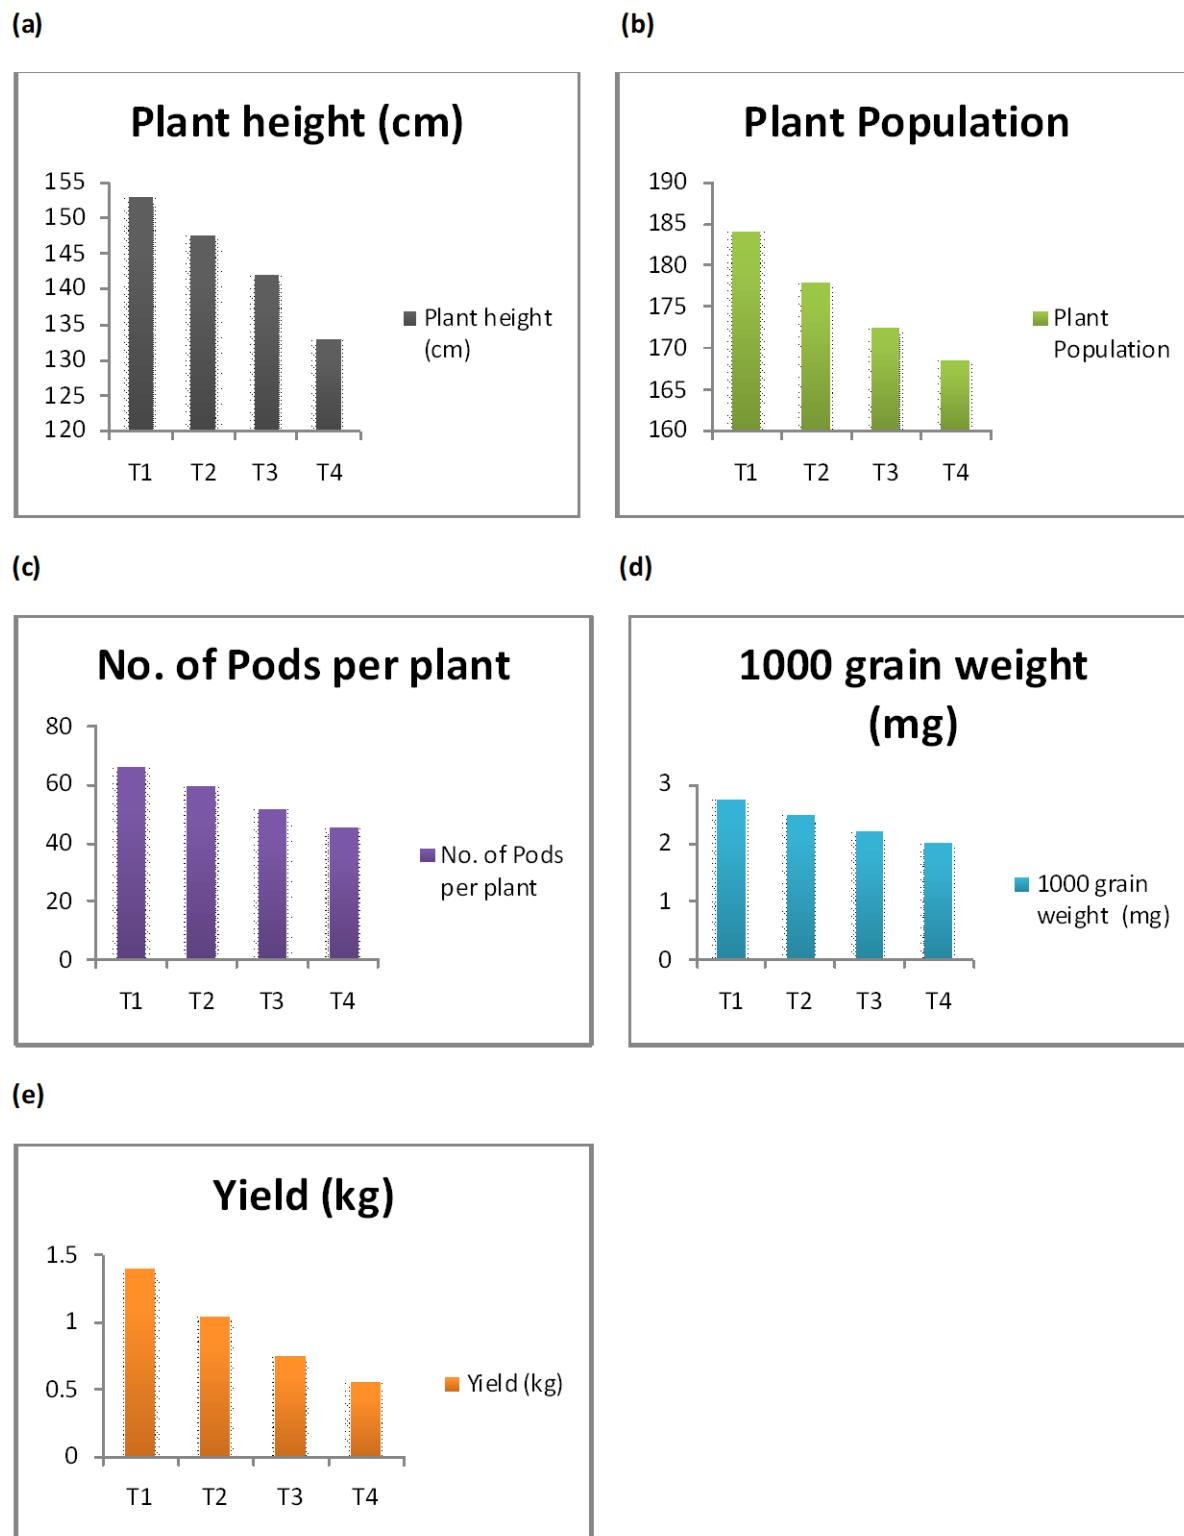 (a)
(b)
Plant height (cm)
155
150
145
140
135
130
125
120
T1 T2 T3 T4
Plant height
(cm)
Plant Population
190
185
180
175
170
165
160
T1 T2 T3 T4
Plant
Population
(c)
(d)
No. of Pods per plant
80
60
40
20
0
T1 T2 T3 T4
No. of Pods
per plant
1000 grain weight
(mg)
3
2
1
0
T1 T2 T3 T4
1000 grain
weight (mg)
(e)
Yield (kg)
1.5
1
0.5
0
T1 T2 T3 T4
Yield (kg)